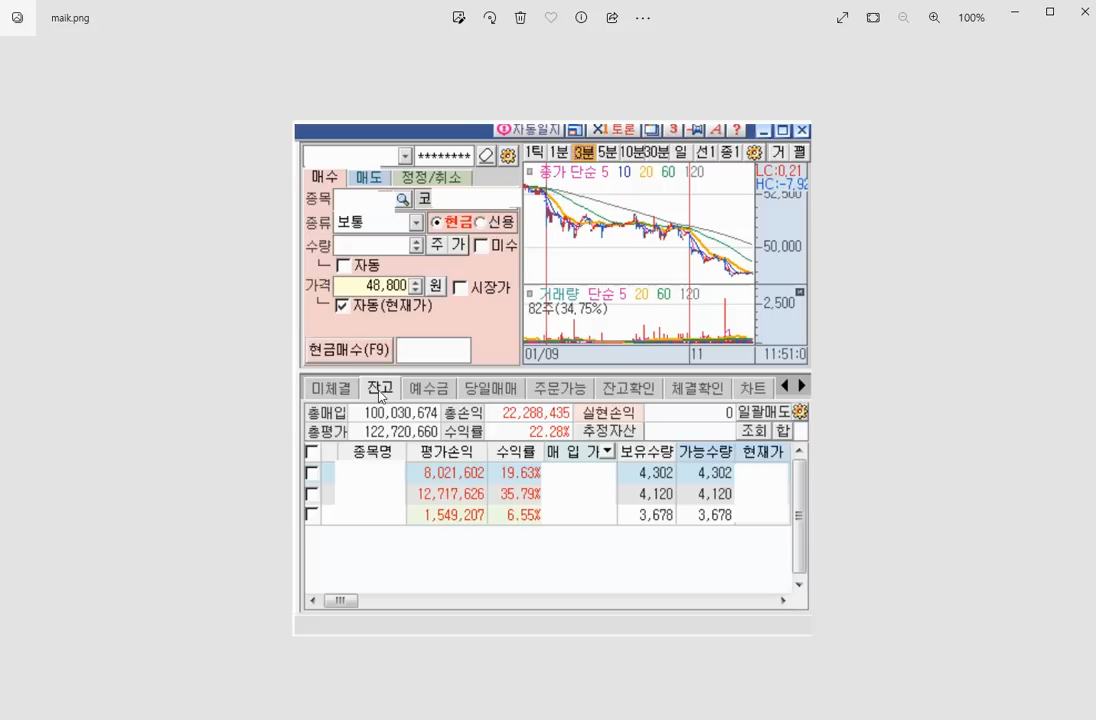 maik.png
100%
자동일지 X1 토론 3 A ?
******** 1틱 1분 3분 5분 10분 30분 일 선1 종1 거 펼
매수 매도 정정/취소
종가 단순 5 10 20 60 120
LC:0,21
HC:-7,92
52,500
종목 코
종류 보통 현금 신용
수량 주 가 미수
50,000
자동
가격 48,800 원 시장가
자동(현재가)
거래량 단순 5 20 60 120
82주(34,75%)
2,500
현금매수(F9)
01/09 11 11:51:0
미체결 잔고 예수금 당일매매 주문가능 잔고확인 체결확인 차트
총매입 100,030,674 총손익 22,288,435 실현손익 0 일괄매도
총평가 122,720,660 수익률 22.28% 추정자산 조회 합
종목명 평가손익 수익률 매 입 가 보유수량 가능수량 현재가
8,021,602 19.63% 4,302 4,302
12,717,626 35.79% 4,120 4,120
1,549,207 6.55% 3,678 3,678